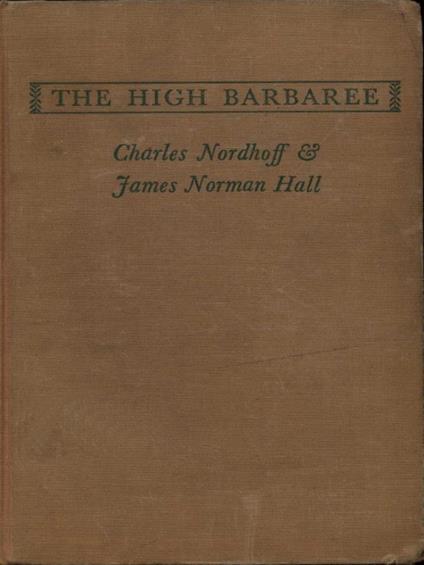 THE HIGH BARBAREE
Charles Nordhoff &
James Norman Hall